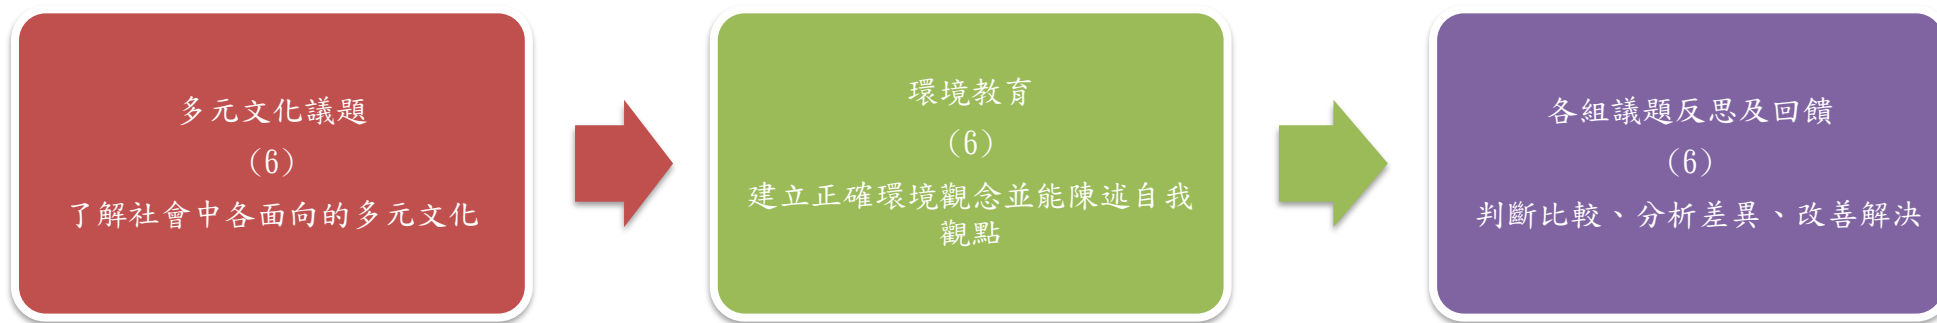 多元文化議題
(6)
了解社會中各面向的多元文化
環境教育
(6)
建立正確環境觀念並能陳述自我
觀點
各組議題反思及回饋
(6)
判斷比較、分析差異、改善解決